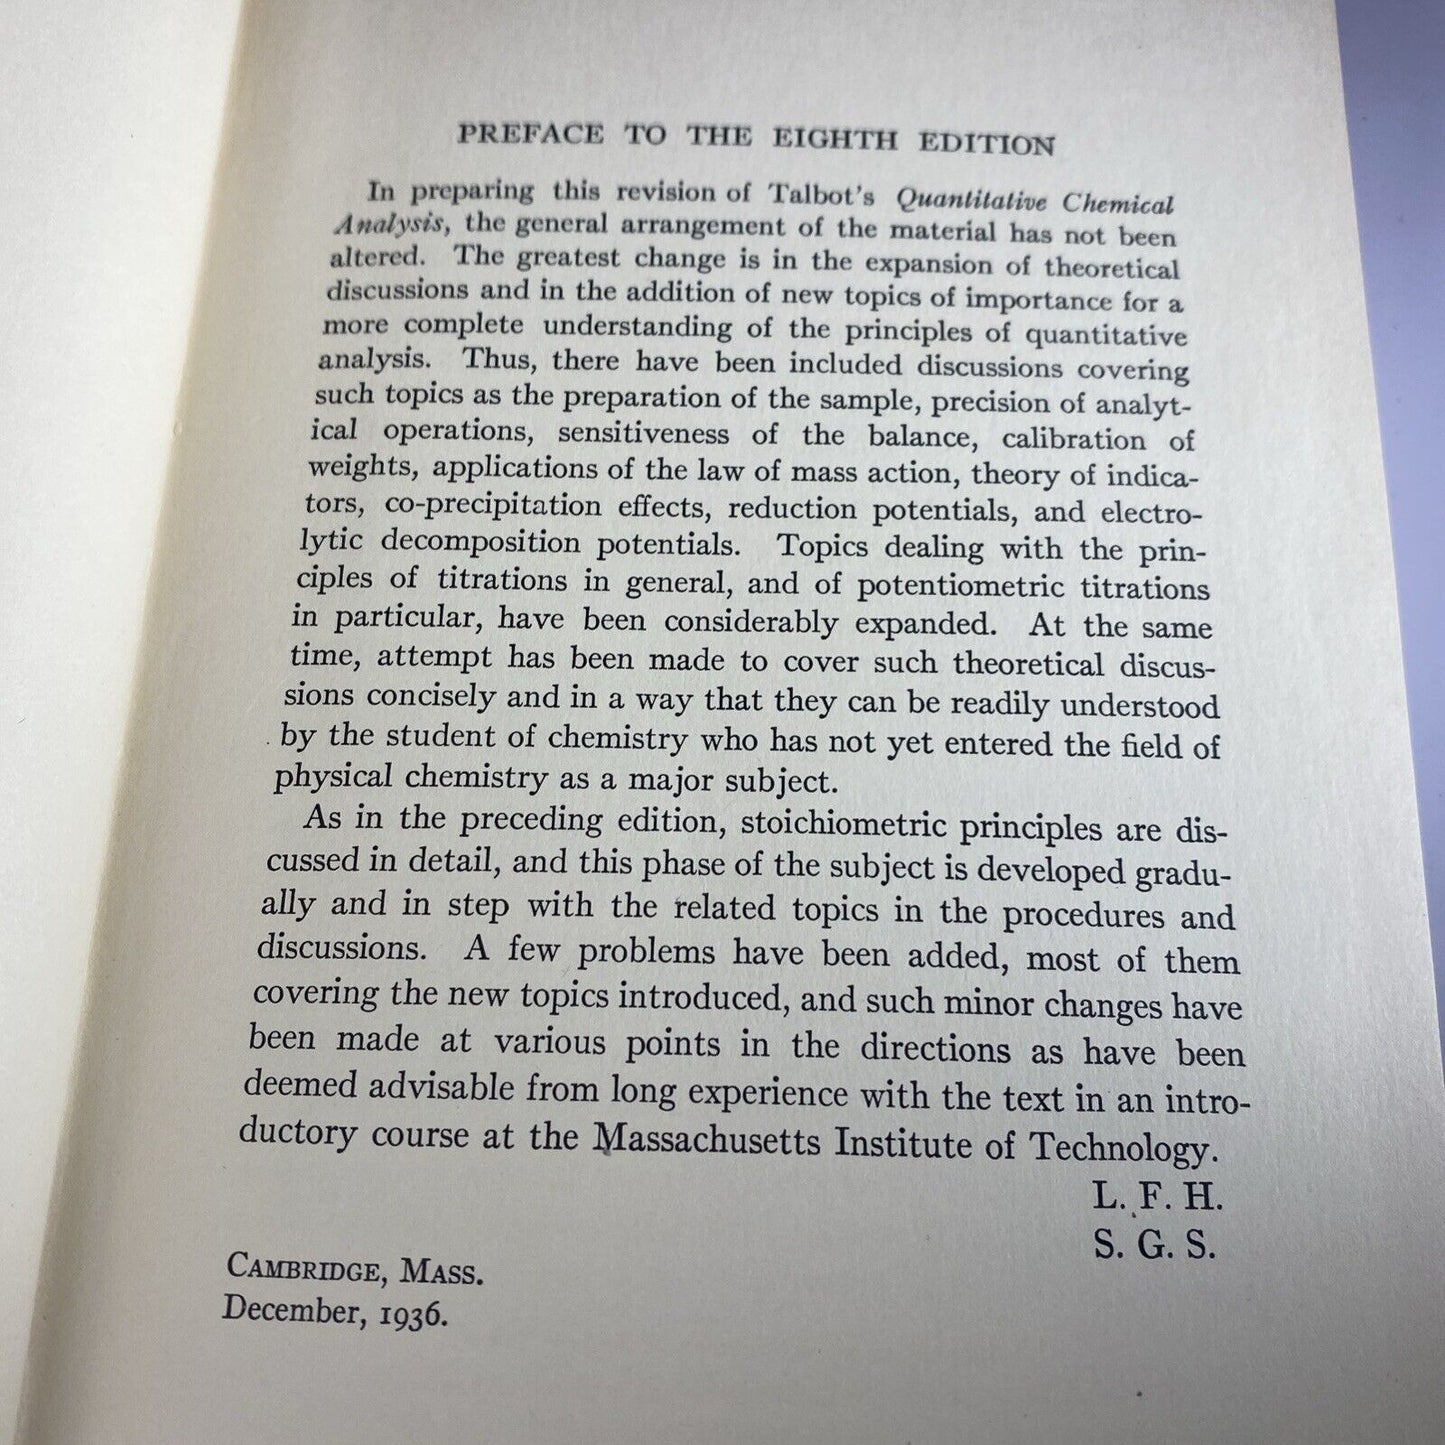 PREFACE TO THE EIGHTH EDITION
In preparing this revision of Talbot's Quantitative Chemical
Analysis, the general arrangement of the material has not been
altered. The greatest change is in the expansion of theoretical
discussions and in the addition of new topics of importance for a
more complete understanding of the principles of quantitative
analysis. Thus, there have been included discussions covering
such topics as the preparation of the sample, precision of analyt-
ical operations, sensitiveness of the balance, calibration of
weights, applications of the law of mass action, theory of indica-
tors, co-precipitation effects, reduction potentials, and electro-
lytic decomposition potentials. Topics dealing with the prin-
ciples of titrations in general, and of potentiometric titrations
in particular, have been considerably expanded. At the same
time, attempt has been made to cover such theoretical discus-
sions concisely and in a way that they can be readily understood
by the student of chemistry who has not yet entered the field of
physical chemistry as a major subject.
As in the preceding edition, stoichiometric principles are dis-
cussed in detail, and this phase of the subject is developed gradu-
ally and in step with the related topics in the procedures and
discussions. A few problems have been added, most of them
covering the new topics introduced, and such minor changes have
been made at various points in the directions as have been
deemed advisable from long experience with the text in an intro-
ductory course at the Massachusetts Institute of Technology.
L. F. H.
S. G. S.
CAMBRIDGE, MASS.
December, 1936.